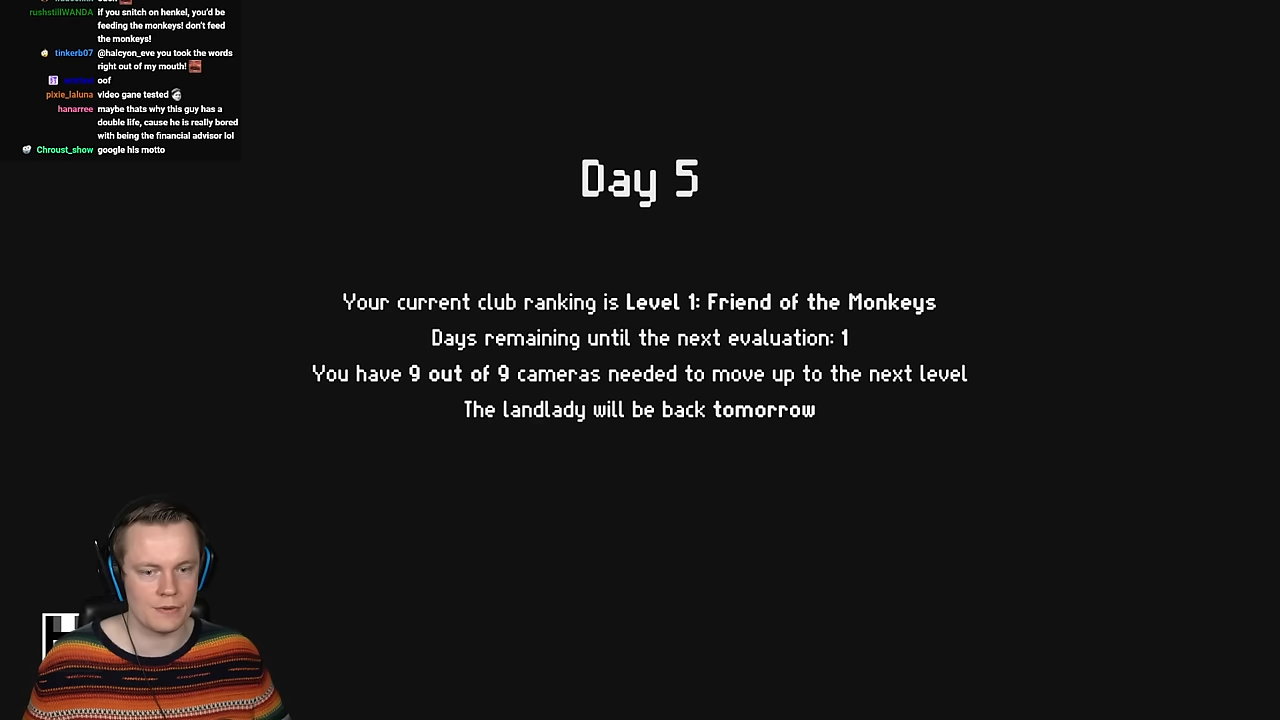 rushstillWANDA if you snitch on henkel, you'd be
feeding the monkeys! don't feed
the monkeys!
tinkerb07 @halcyon_eve you took the words
right out of my mouth!
oof
pixie_laluna video gane tested
hanarree maybe thats why this guy has a
double life, cause he is really bored
with being the financial advisor lol
Chroust_show google his motto
Day 5
Your current club ranking is Level 1: Friend of the Monkeys
Days remaining until the next evaluation: 1
You have 9 out of 9 cameras needed to move up to the next level
The landlady will be back tomorrow